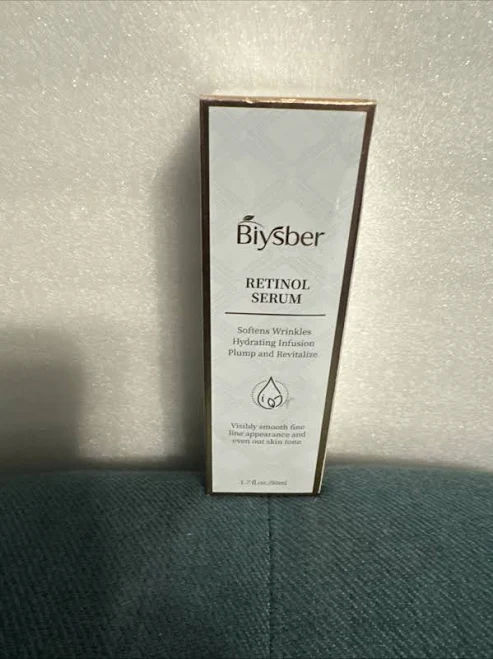 Biysber
RETINOL
SERUM
Softens Wrinkles
Hydrating Infusion
Plump and Revitalize
Visibly smooth fine
line appearance and
even out skin tone
1.7 fl.oz./50ml